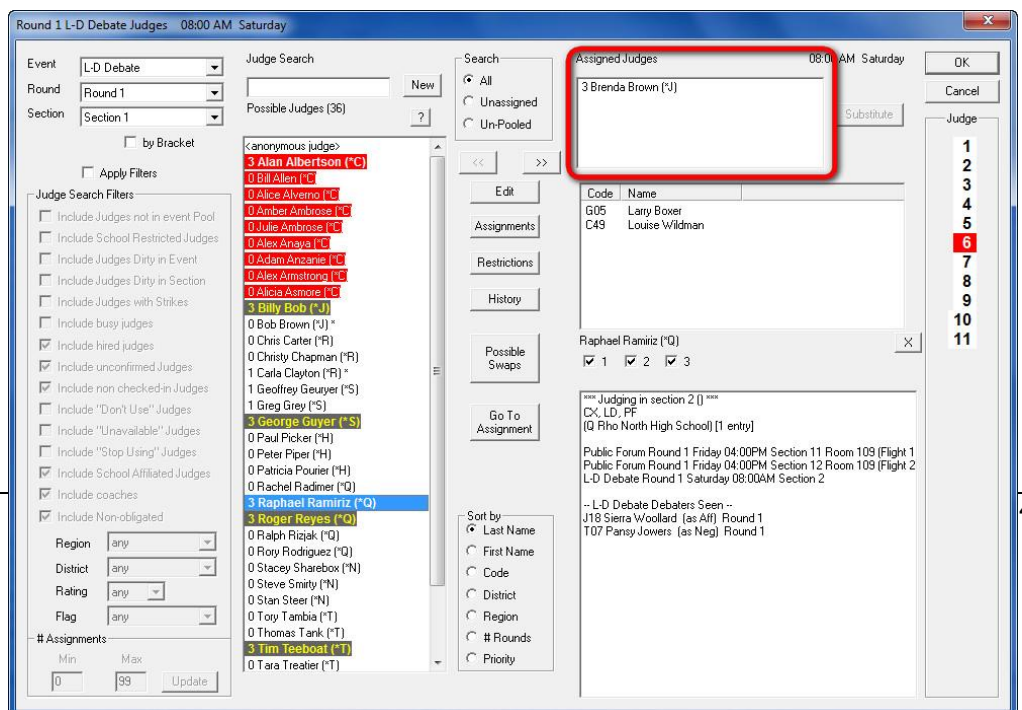 Round 1 L-D Debate Judges 08:00 AM Saturday
Event L-D Debate
Round Round 1
Section Section 1
by Bracket
Apply Filters
Judge Search Filters
Include Judges not in event Pool
Include School Restricted Judges
Include Judges Dirty in Event
Include Judges Dirty in Section
Include Judges with Strikes
Include busy judges
Include hired judges
Include unconfirmed Judges
Include non checked-in Judges
Include "Don't Use" Judges
Include "Unavailable" Judges
Include "Stop Using" Judges
Include School Affiliated Judges
Include coaches
Include Non-obligated
Region any
District any
Rating any
Flag any
# Assignments
Min Max
0 99 Update
Judge Search
New
Possible Judges (36) ?
<anonymous judge>
3 Alan Albertson (*C)
0 Bill Allen (*C)
0 Alice Alverno (*C)
0 Amber Ambrose (*C)
0 Julie Ambrose (*C)
0 Alex Anaya (*C)
0 Adam Anzanie (*C)
0 Alex Armstrong (*C)
0 Alicia Asmore (*C)
3 Billy Bob (*J)
0 Bob Brown (*J) *
0 Chris Carter (*R)
0 Christy Chapman (*R)
1 Carla Clayton (*R) *
1 Geoffrey Geuryer (*S)
1 Greg Grey (*S)
3 George Guyer (*S)
0 Paul Picker (*H)
0 Peter Piper (*H)
0 Patricia Pourier (*H)
0 Rachel Radimer (*Q)
3 Raphael Ramiriz (*Q)
3 Roger Reyes (*Q)
0 Ralph Rizjak (*Q)
0 Rory Rodriguez (*Q)
0 Stacey Sharebox (*N)
0 Steve Smirty (*N)
0 Stan Steer (*N)
0 Tory Tambia (*T)
0 Thomas Tank (*T)
3 Tim Teeboat (*T)
0 Tara Treatier (*T)
Search
All
Unassigned
Un-Pooled
<< >>
Edit
Assignments
Restrictions
History
Possible
Swaps
Go To
Assignment
Sort by
Last Name
First Name
Code
District
Region
# Rounds
Priority
Assigned Judges 08:00 AM Saturday
3 Brenda Brown (*J)
Substitute
Code Name
G05 Larry Boxer
C49 Louise Wildman
Raphael Ramiriz (*Q) X
1 2 3
*** Judging in section 2 () ***
CX, LD, PF
(Q Rho North High School) [1 entry]
Public Forum Round 1 Friday 04:00PM Section 11 Room 109 (Flight 1
Public Forum Round 1 Friday 04:00PM Section 12 Room 109 (Flight 2
L-D Debate Round 1 Saturday 08:00AM Section 2
-- L-D Debate Debaters Seen --
J18 Sierra Woollard (as Aff) Round 1
T07 Pansy Jowers (as Neg) Round 1
OK
Cancel
Judge
1
2
3
4
5
6
7
8
9
10
11